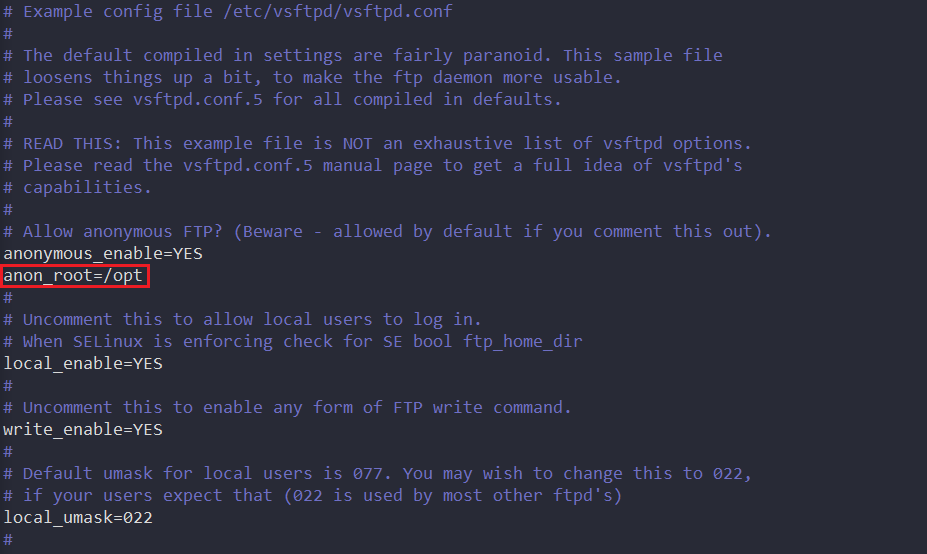 # Example config file /etc/vsftpd/vsftpd.conf
#
# The default compiled in settings are fairly paranoid. This sample file
# loosens things up a bit, to make the ftp daemon more usable.
# Please see vsftpd.conf.5 for all compiled in defaults.
#
# READ THIS: This example file is NOT an exhaustive list of vsftpd options.
# Please read the vsftpd.conf.5 manual page to get a full idea of vsftpd's
# capabilities.
#
# Allow anonymous FTP? (Beware - allowed by default if you comment this out).
anonymous_enable=YES
anon_root=/opt
#
# Uncomment this to allow local users to log in.
# When SELinux is enforcing check for SE bool ftp_home_dir
local_enable=YES
#
# Uncomment this to enable any form of FTP write command.
write_enable=YES
#
# Default umask for local users is 077. You may wish to change this to 022,
# if your users expect that (022 is used by most other ftpd's)
local_umask=022
#